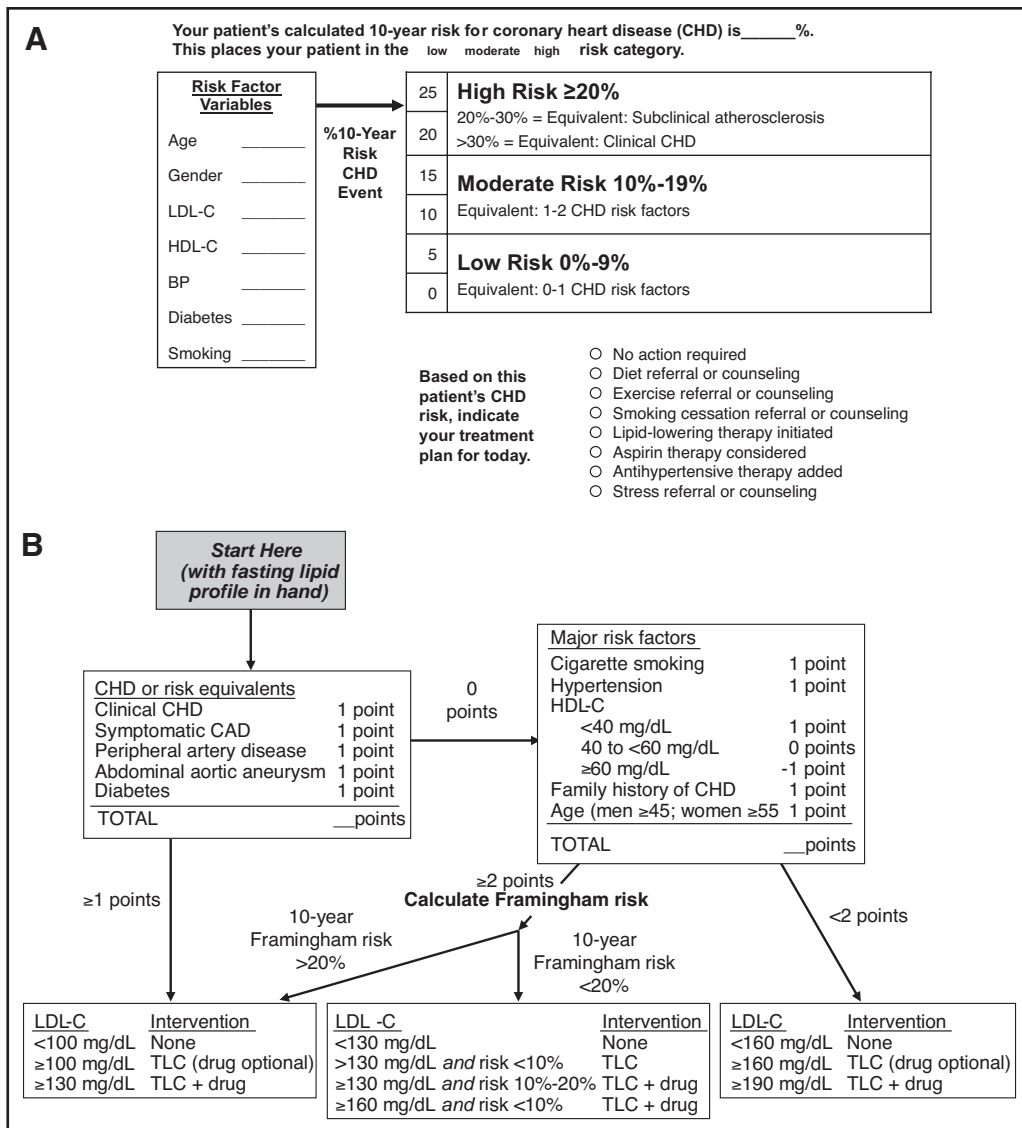 A
Your patient's calculated 10-year risk for coronary heart disease (CHD) is______%.
This places your patient in the low moderate high risk category.
Risk Factor
Variables
Age _______
Gender _______
LDL-C _______
HDL-C _______
BP _______
Diabetes _______
Smoking _______
%10-Year
Risk
CHD
Event
25
20
High Risk ≥20%
20%-30% = Equivalent: Subclinical atherosclerosis
>30% = Equivalent: Clinical CHD
15
10
Moderate Risk 10%-19%
Equivalent: 1-2 CHD risk factors
5
0
Low Risk 0%-9%
Equivalent: 0-1 CHD risk factors
Based on this
patient's CHD
risk, indicate
your treatment
plan for today.
No action required
Diet referral or counseling
Exercise referral or counseling
Smoking cessation referral or counseling
Lipid-lowering therapy initiated
Aspirin therapy considered
Antihypertensive therapy added
Stress referral or counseling
B
Start Here
(with fasting lipid
profile in hand)
CHD or risk equivalents
Clinical CHD 1 point
Symptomatic CAD 1 point
Peripheral artery disease 1 point
Abdominal aortic aneurysm 1 point
Diabetes 1 point
TOTAL __points
0
points
Major risk factors
Cigarette smoking 1 point
Hypertension 1 point
HDL-C
<40 mg/dL 1 point
40 to <60 mg/dL 0 points
≥60 mg/dL -1 point
Family history of CHD 1 point
Age (men ≥45; women ≥55 1 point
TOTAL __points
≥1 points
≥2 points
Calculate Framingham risk
<2 points
10-year
Framingham risk
>20%
10-year
Framingham risk
<20%
LDL-C Intervention
<100 mg/dL None
≥100 mg/dL TLC (drug optional)
≥130 mg/dL TLC + drug
LDL -C Intervention
<130 mg/dL None
>130 mg/dL and risk <10% TLC
≥130 mg/dL and risk 10%-20% TLC + drug
≥160 mg/dL and risk <10% TLC + drug
LDL-C Intervention
<160 mg/dL None
≥160 mg/dL TLC (drug optional)
≥190 mg/dL TLC + drug